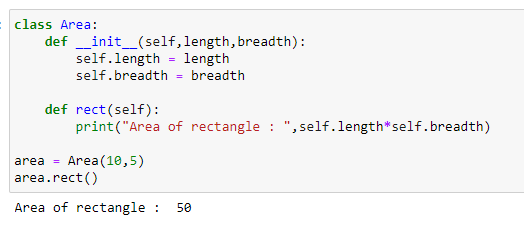 class Area:
    def __init__(self,length,breadth):
        self.length = length
        self.breadth = breadth

    def rect(self):
        print("Area of rectangle : ",self.length*self.breadth)

area = Area(10,5)
area.rect()
Area of rectangle :  50